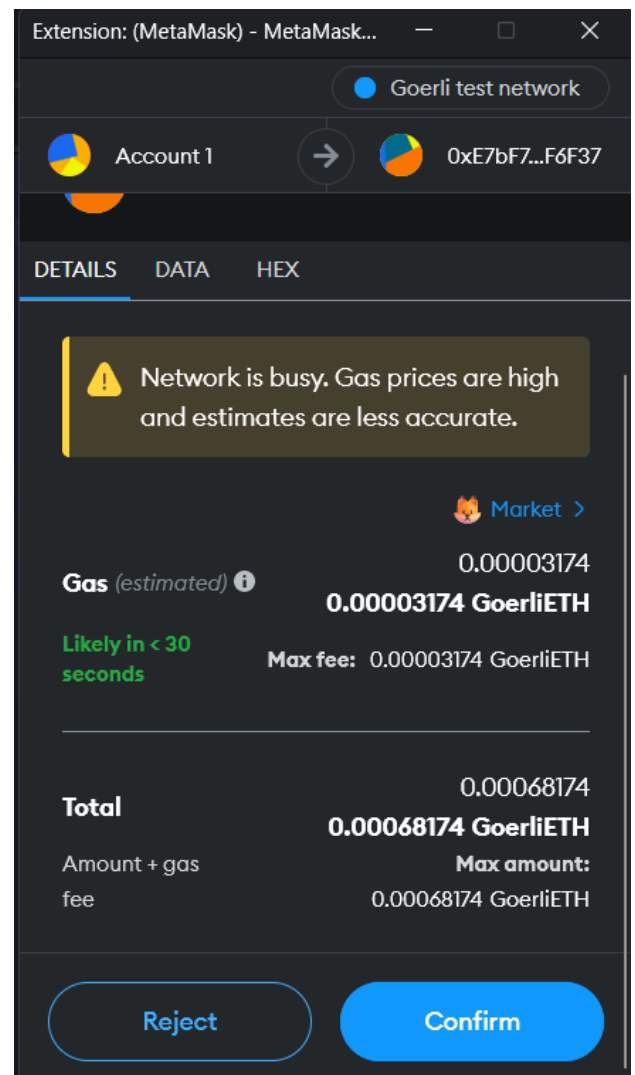 Extension: (MetaMask) - MetaMask...
Goerli test network
Account 1
0xE7bF7...F6F37
DETAILS DATA HEX
Network is busy. Gas prices are high
and estimates are less accurate.
Market >
0.00003174
Gas (estimated)
0.00003174 GoerliETH
Likely in < 30
seconds
Max fee: 0.00003174 GoerliETH
0.00068174
Total
0.00068174 GoerliETH
Amount + gas
fee
Max amount:
0.00068174 GoerliETH
Reject
Confirm